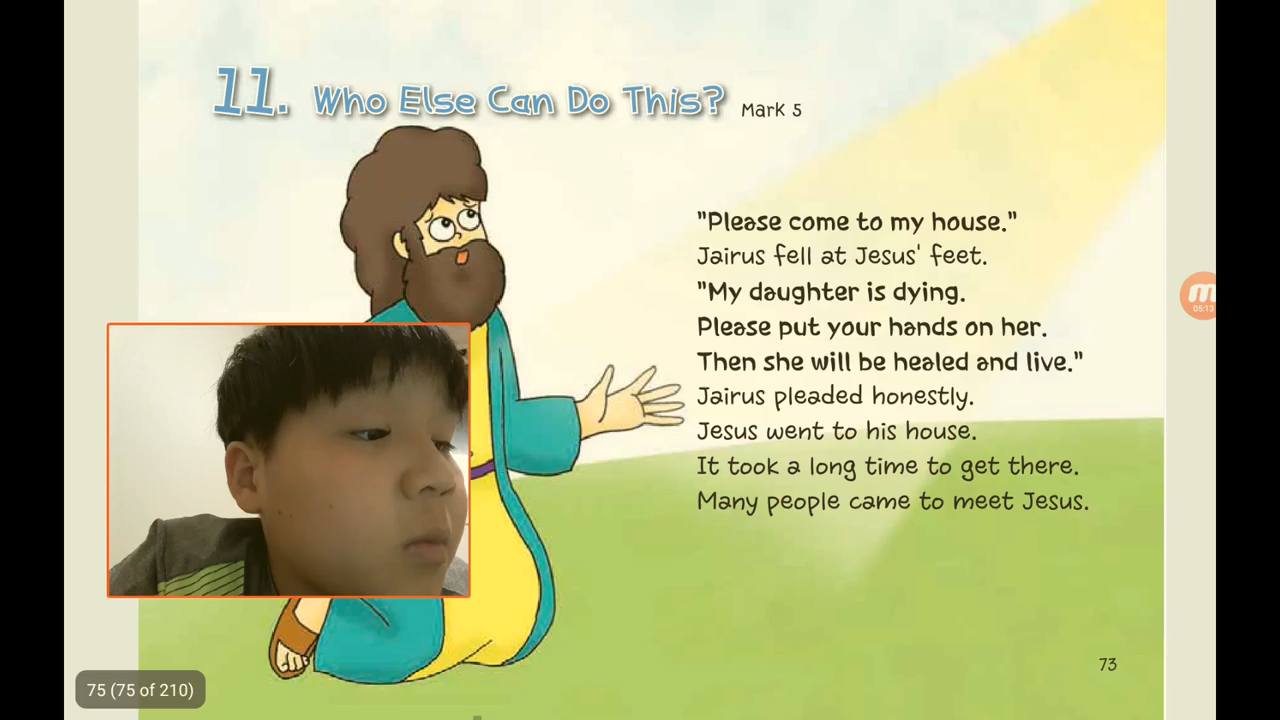 11. Who Else Can Do This? Mark 5
"Please come to my house."
Jairus fell at Jesus' feet.
"My daughter is dying.
Please put your hands on her.
Then she will be healed and live."
Jairus pleaded honestly.
Jesus went to his house.
It took a long time to get there.
Many people came to meet Jesus.
05:13
73
75 (75 of 210)